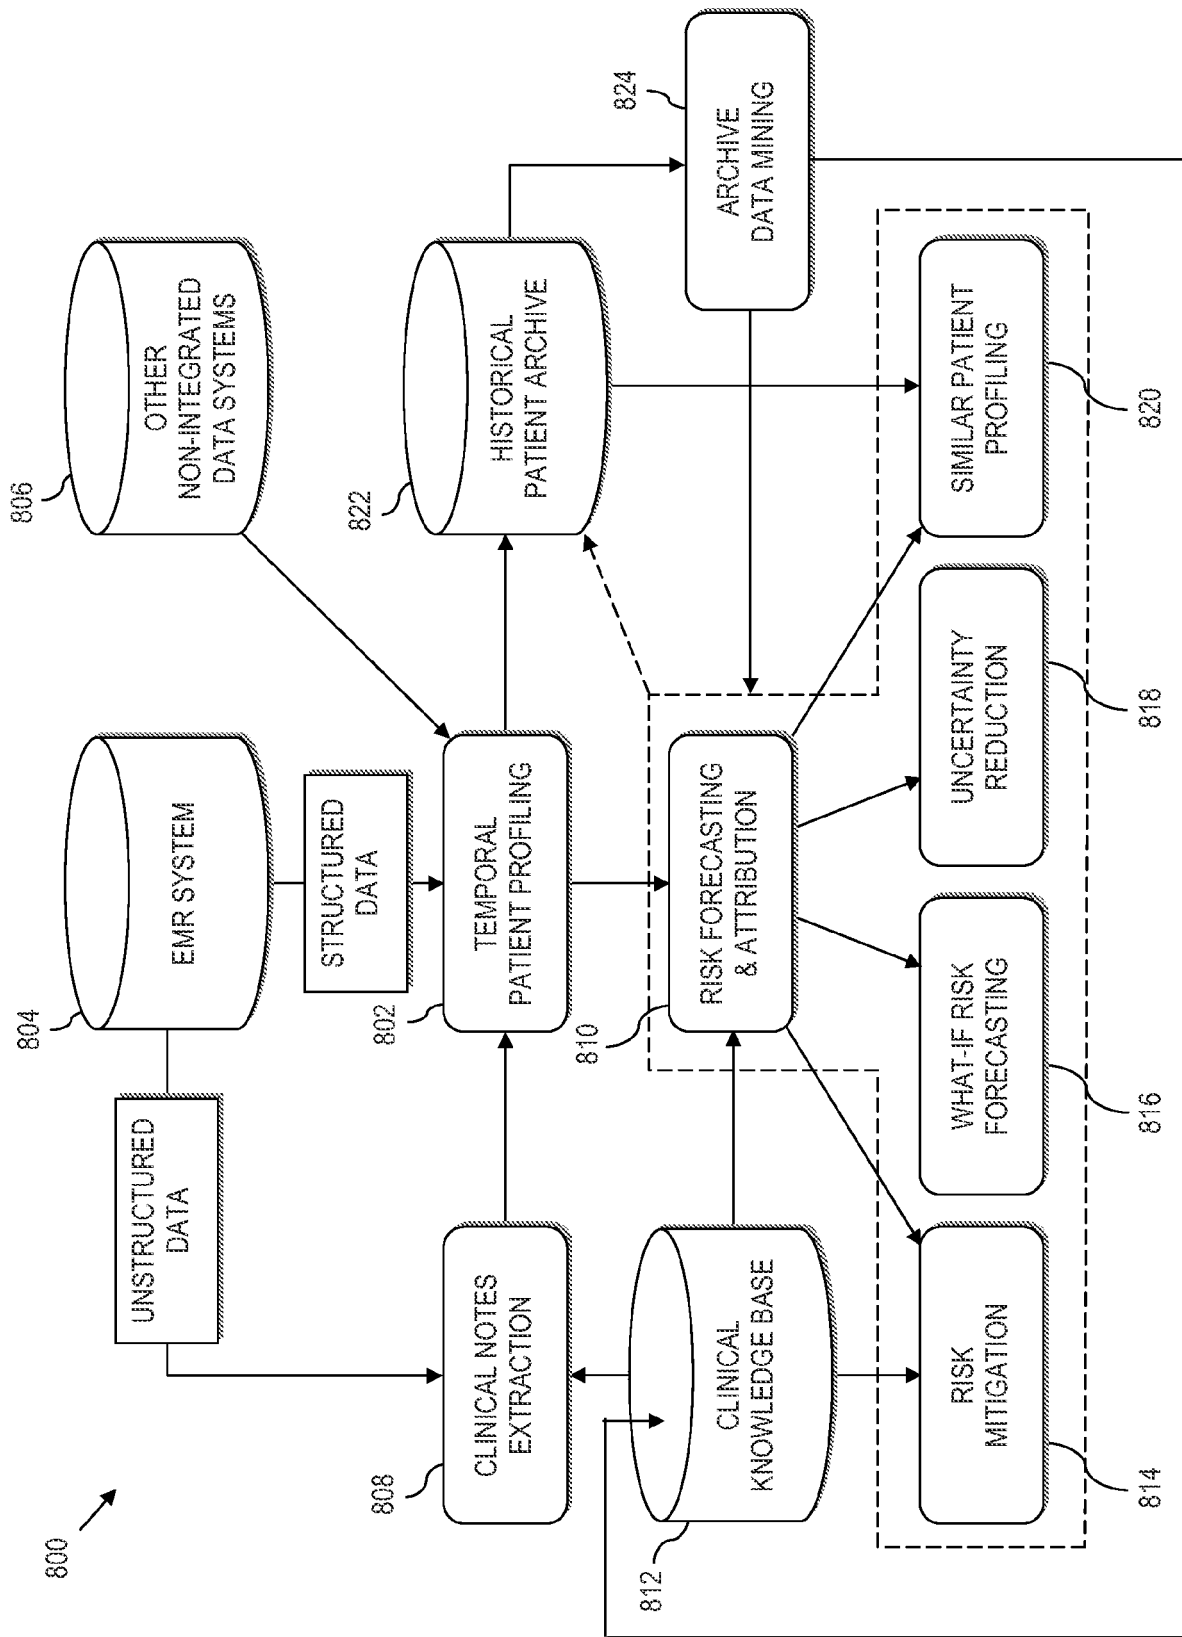 800
804
806
UNSTRUCTURED
DATA
EMR SYSTEM
OTHER
NON-INTEGRATED
DATA SYSTEMS
STRUCTURED
DATA
808
CLINICAL NOTES
EXTRACTION
802
TEMPORAL
PATIENT PROFILING
822
HISTORICAL
PATIENT ARCHIVE
812
CLINICAL
KNOWLEDGE BASE
810
RISK FORECASTING
& ATTRIBUTION
824
ARCHIVE
DATA MINING
RISK
MITIGATION
WHAT-IF RISK
FORECASTING
UNCERTAINTY
REDUCTION
SIMILAR PATIENT
PROFILING
814
816
818
820